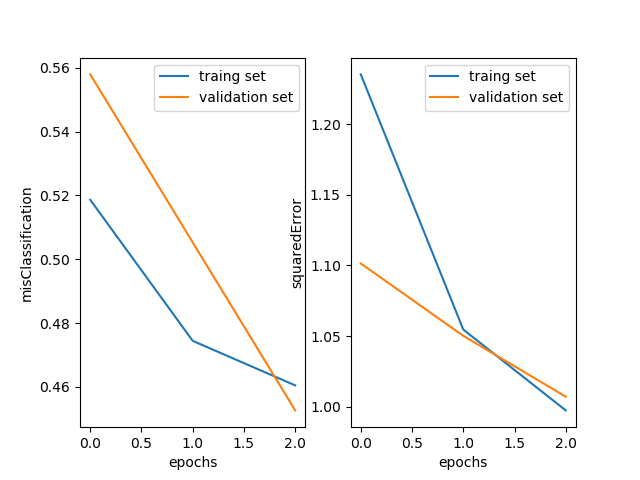 traing set
validation set
0.56
0.54
0.52
0.50
0.48
0.46
misClassification
0.0 0.5 1.0 1.5 2.0
epochs
traing set
validation set
1.20
1.15
1.10
1.05
1.00
squaredError
0.0 0.5 1.0 1.5 2.0
epochs